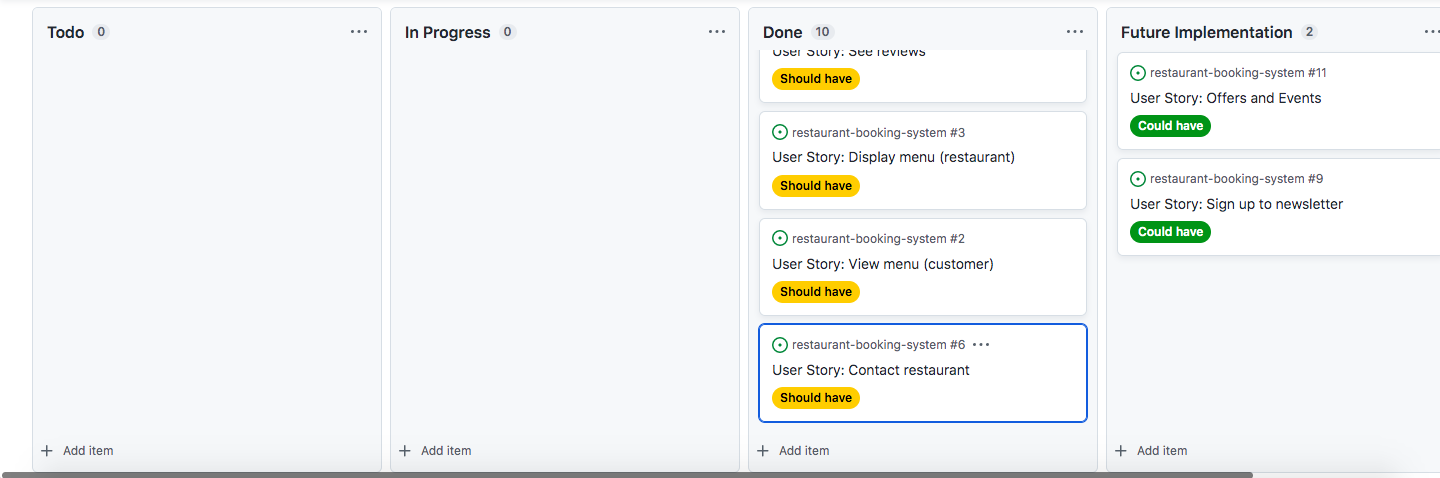 Todo 0
In Progress 0
Done 10
User Story: See reviews
Should have
restaurant-booking-system #3
User Story: Display menu (restaurant)
Should have
restaurant-booking-system #2
User Story: View menu (customer)
Should have
restaurant-booking-system #6
User Story: Contact restaurant
Should have
Future Implementation 2
restaurant-booking-system #11
User Story: Offers and Events
Could have
restaurant-booking-system #9
User Story: Sign up to newsletter
Could have
Add item
Add item
Add item
Add item